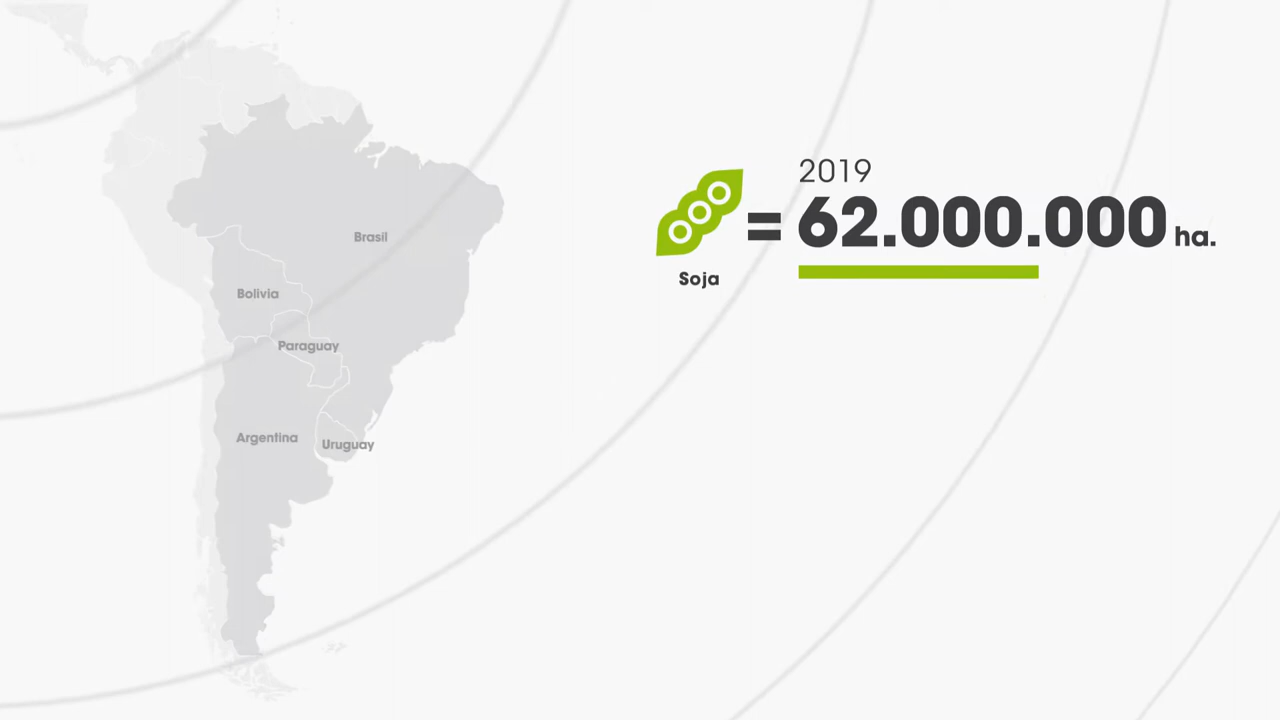 Brasil
Bolivia
Paraguay
Argentina
Uruguay
2019
= 62.000.000 ha.
Soja